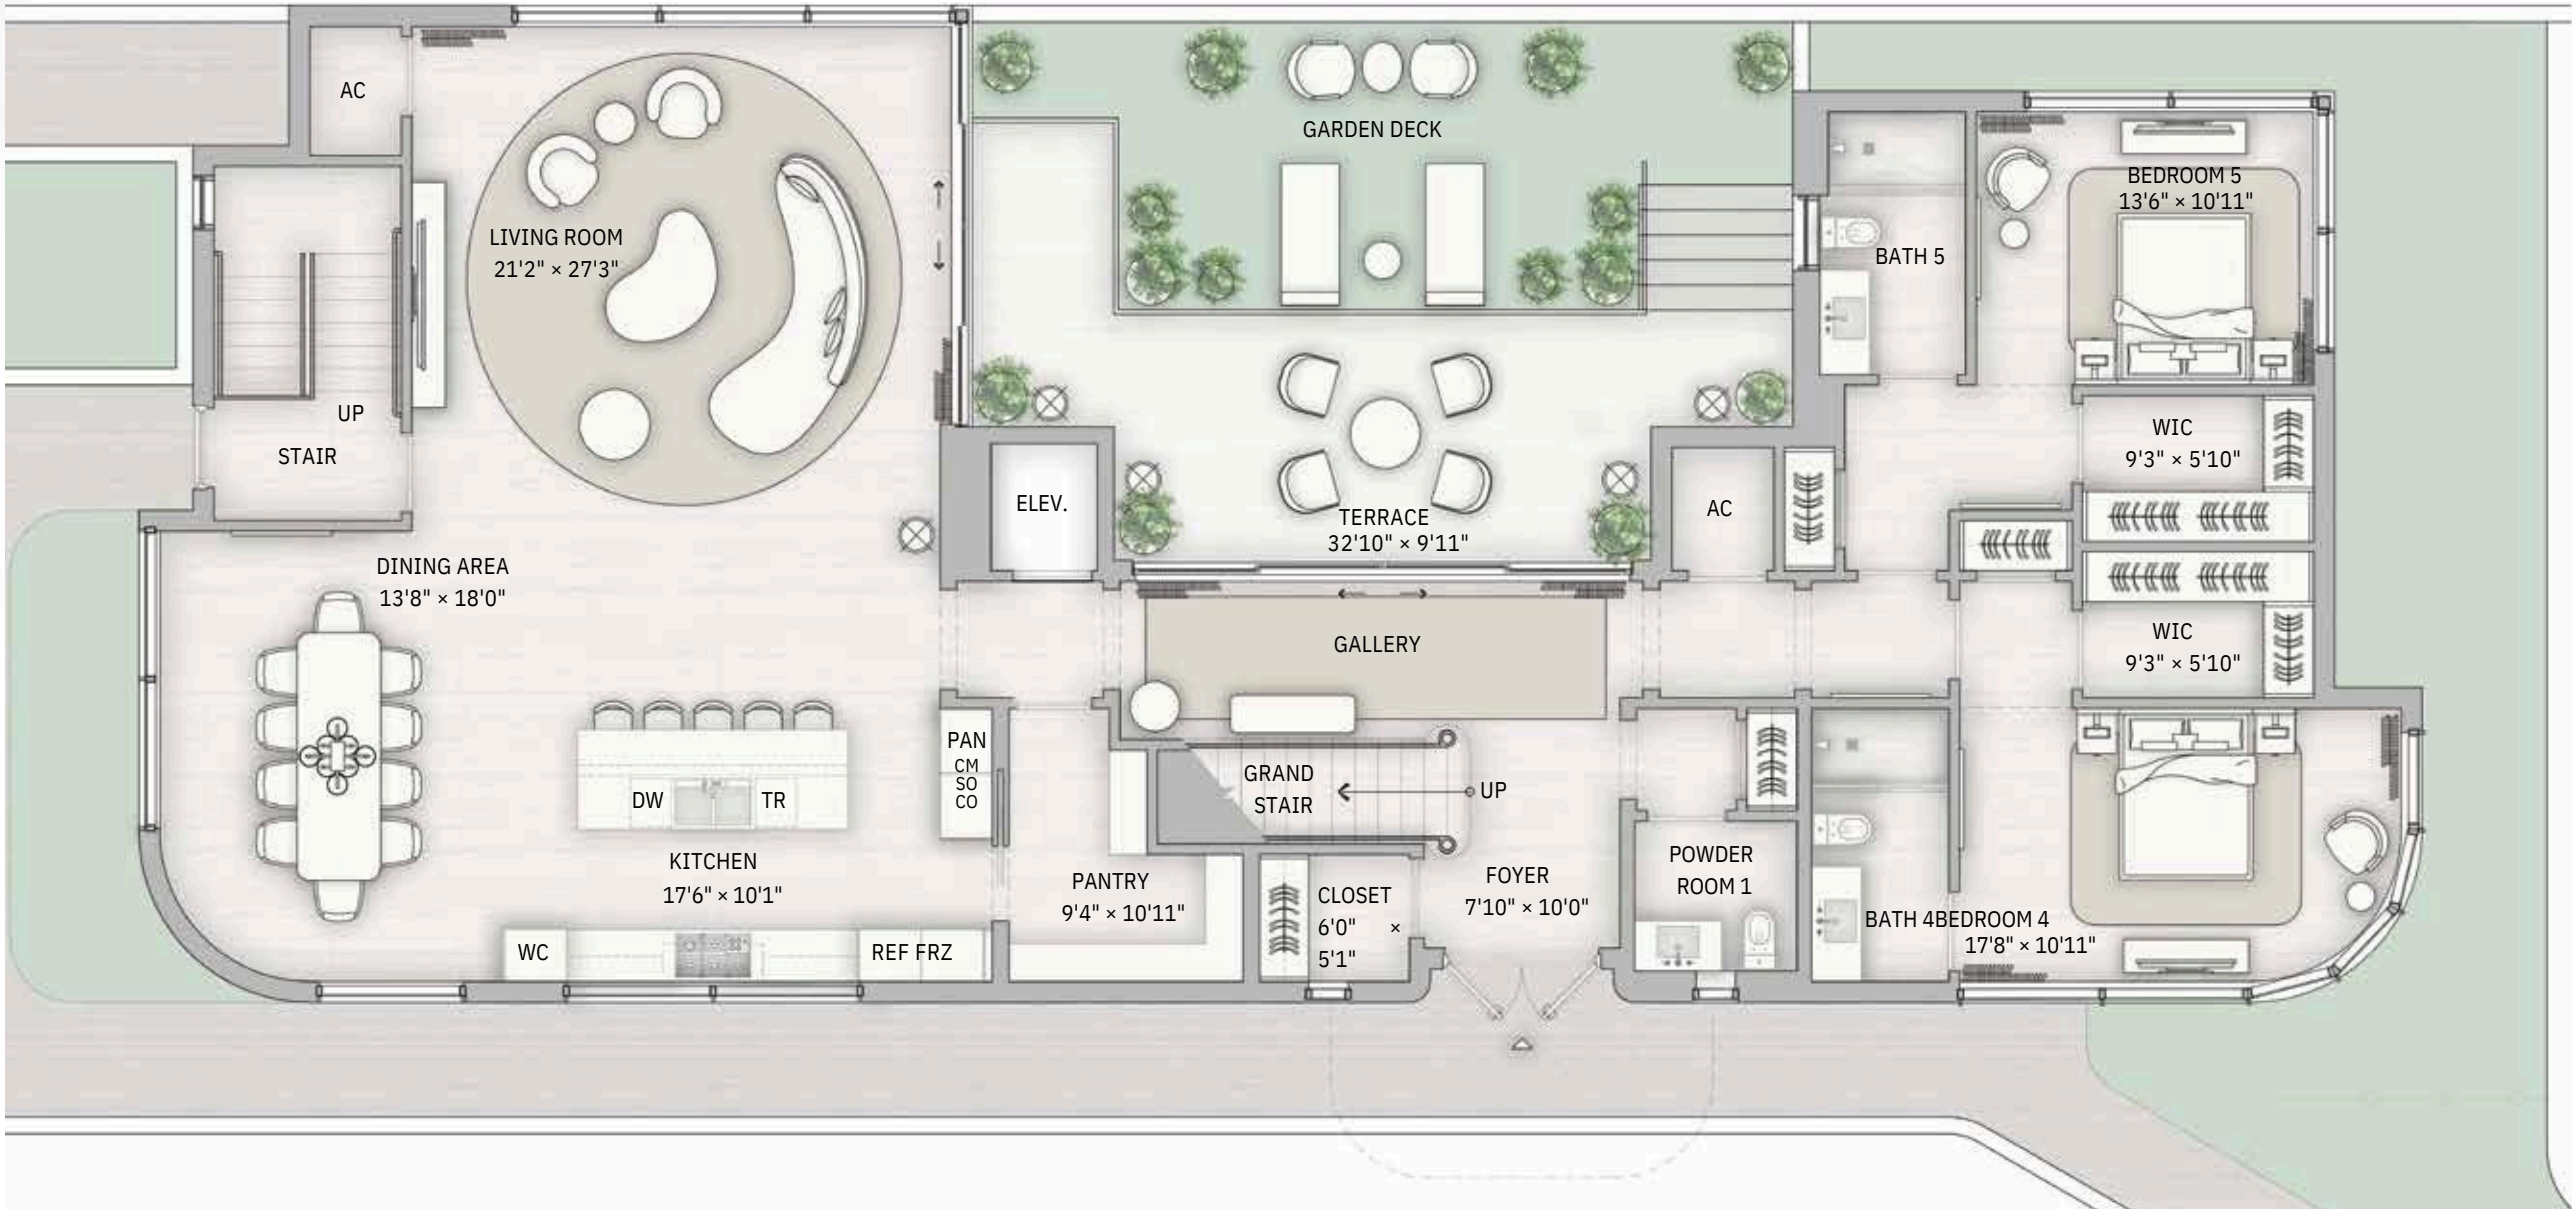 AC
GARDEN DECK
BEDROOM 5
13'6" × 10'11"
LIVING ROOM
21'2" × 27'3"
BATH 5
UP
STAIR
WIC
9'3" × 5'10"
ELEV.
AC
TERRACE
32'10" × 9'11"
DINING AREA
13'8" × 18'0"
GALLERY
WIC
9'3" × 5'10"
PAN
CM
SO
CO
DW
TR
GRAND
STAIR
UP
KITCHEN
17'6" × 10'1"
PANTRY
9'4" × 10'11"
CLOSET
6'0" ×
5'1"
FOYER
7'10" × 10'0"
POWDER
ROOM 1
BATH 4
BEDROOM 4
17'8" × 10'11"
WC
REF FRZ